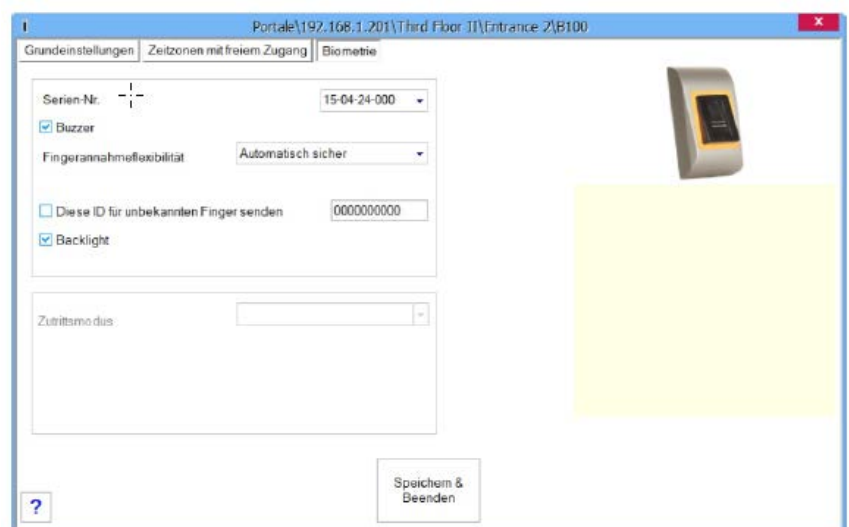 Portale\192.168.1.201\Third Floor II\Entrance 2\B100
x
Grundeinstellungen Zeitzonen mit freiem Zugang Biometrie
Serien-Nr. 15-04-24-000
Buzzer
Fingerannahmeflexibilität Automatisch sicher
Diese ID für unbekannten Finger senden 0000000000
Backlight
Zutrittsmodus
Speichern &
Beenden
?